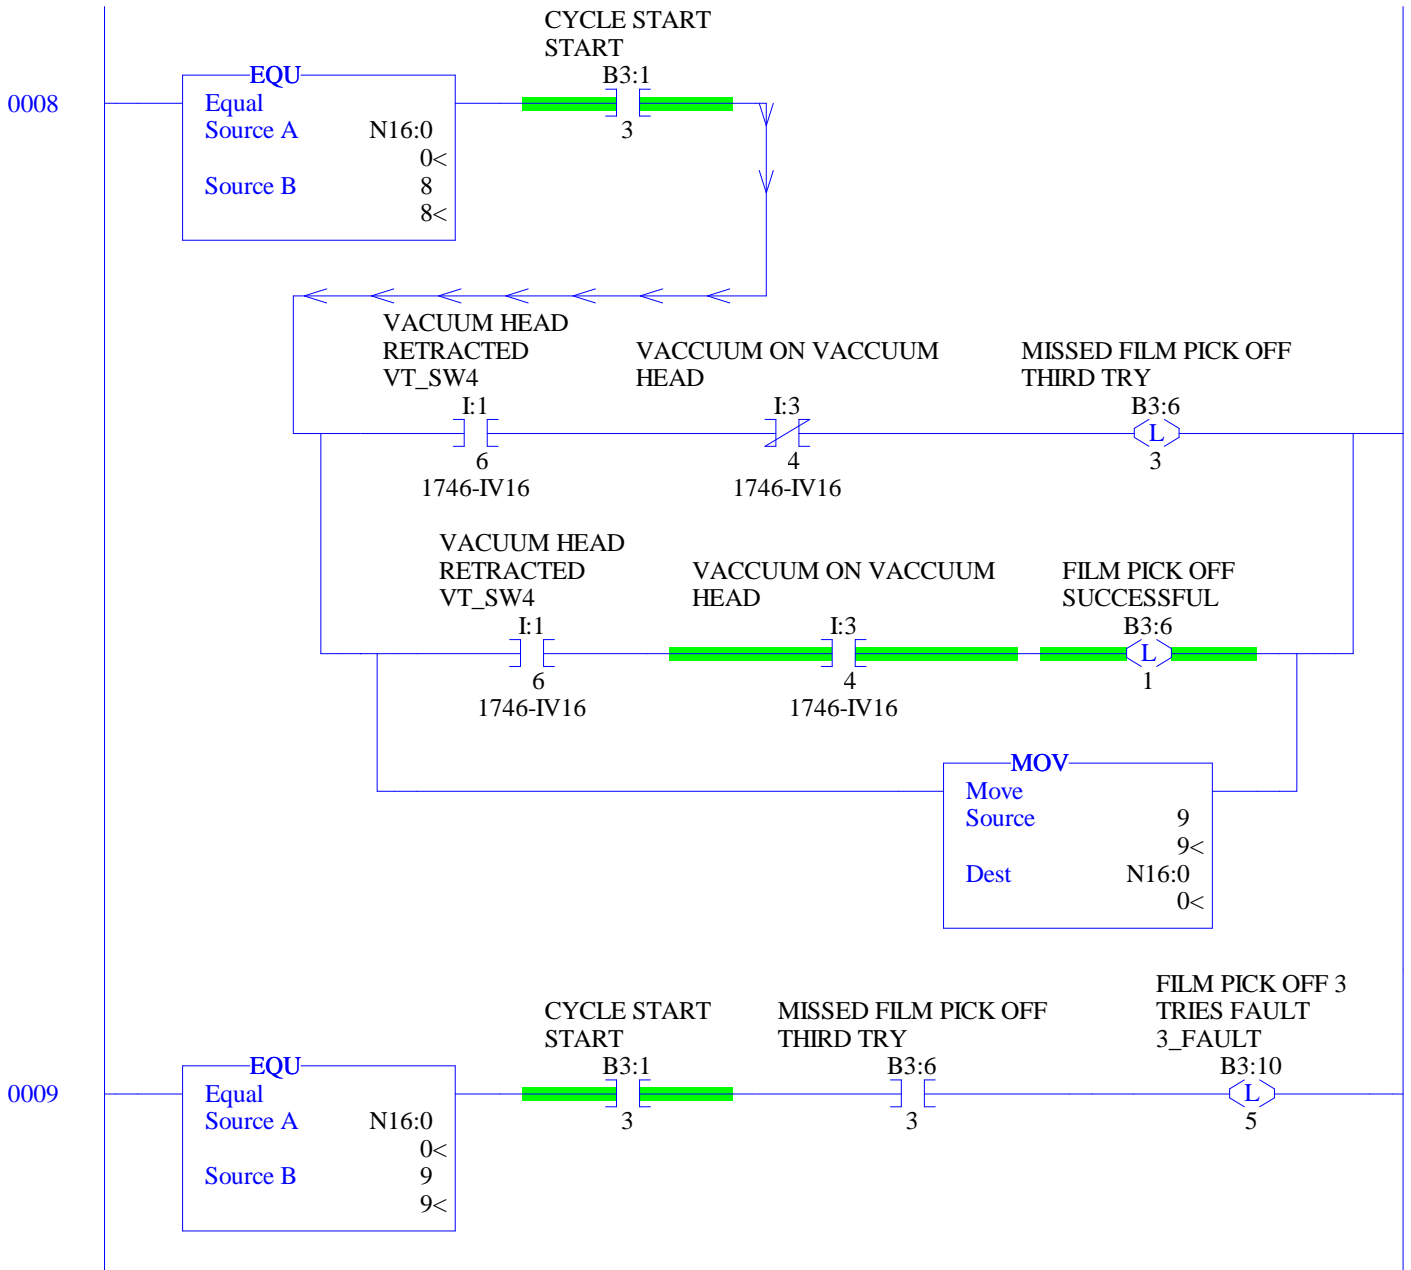 CYCLE START
START
B3:1
3
0008
EQU
Equal
Source A N16:0
0<
Source B 8
8<
VACUUM HEAD
RETRACTED
VT_SW4
I:1
6
1746-IV16
VACCUUM ON VACCUUM
HEAD
I:3
4
1746-IV16
MISSED FILM PICK OFF
THIRD TRY
B3:6
L
3
VACUUM HEAD
RETRACTED
VT_SW4
I:1
6
1746-IV16
VACCUUM ON VACCUUM
HEAD
I:3
4
1746-IV16
FILM PICK OFF
SUCCESSFUL
B3:6
L
1
MOV
Move
Source 9
9<
Dest N16:0
0<
0009
EQU
Equal
Source A N16:0
0<
Source B 9
9<
CYCLE START
START
B3:1
3
MISSED FILM PICK OFF
THIRD TRY
B3:6
3
FILM PICK OFF 3
TRIES FAULT
3_FAULT
B3:10
L
5